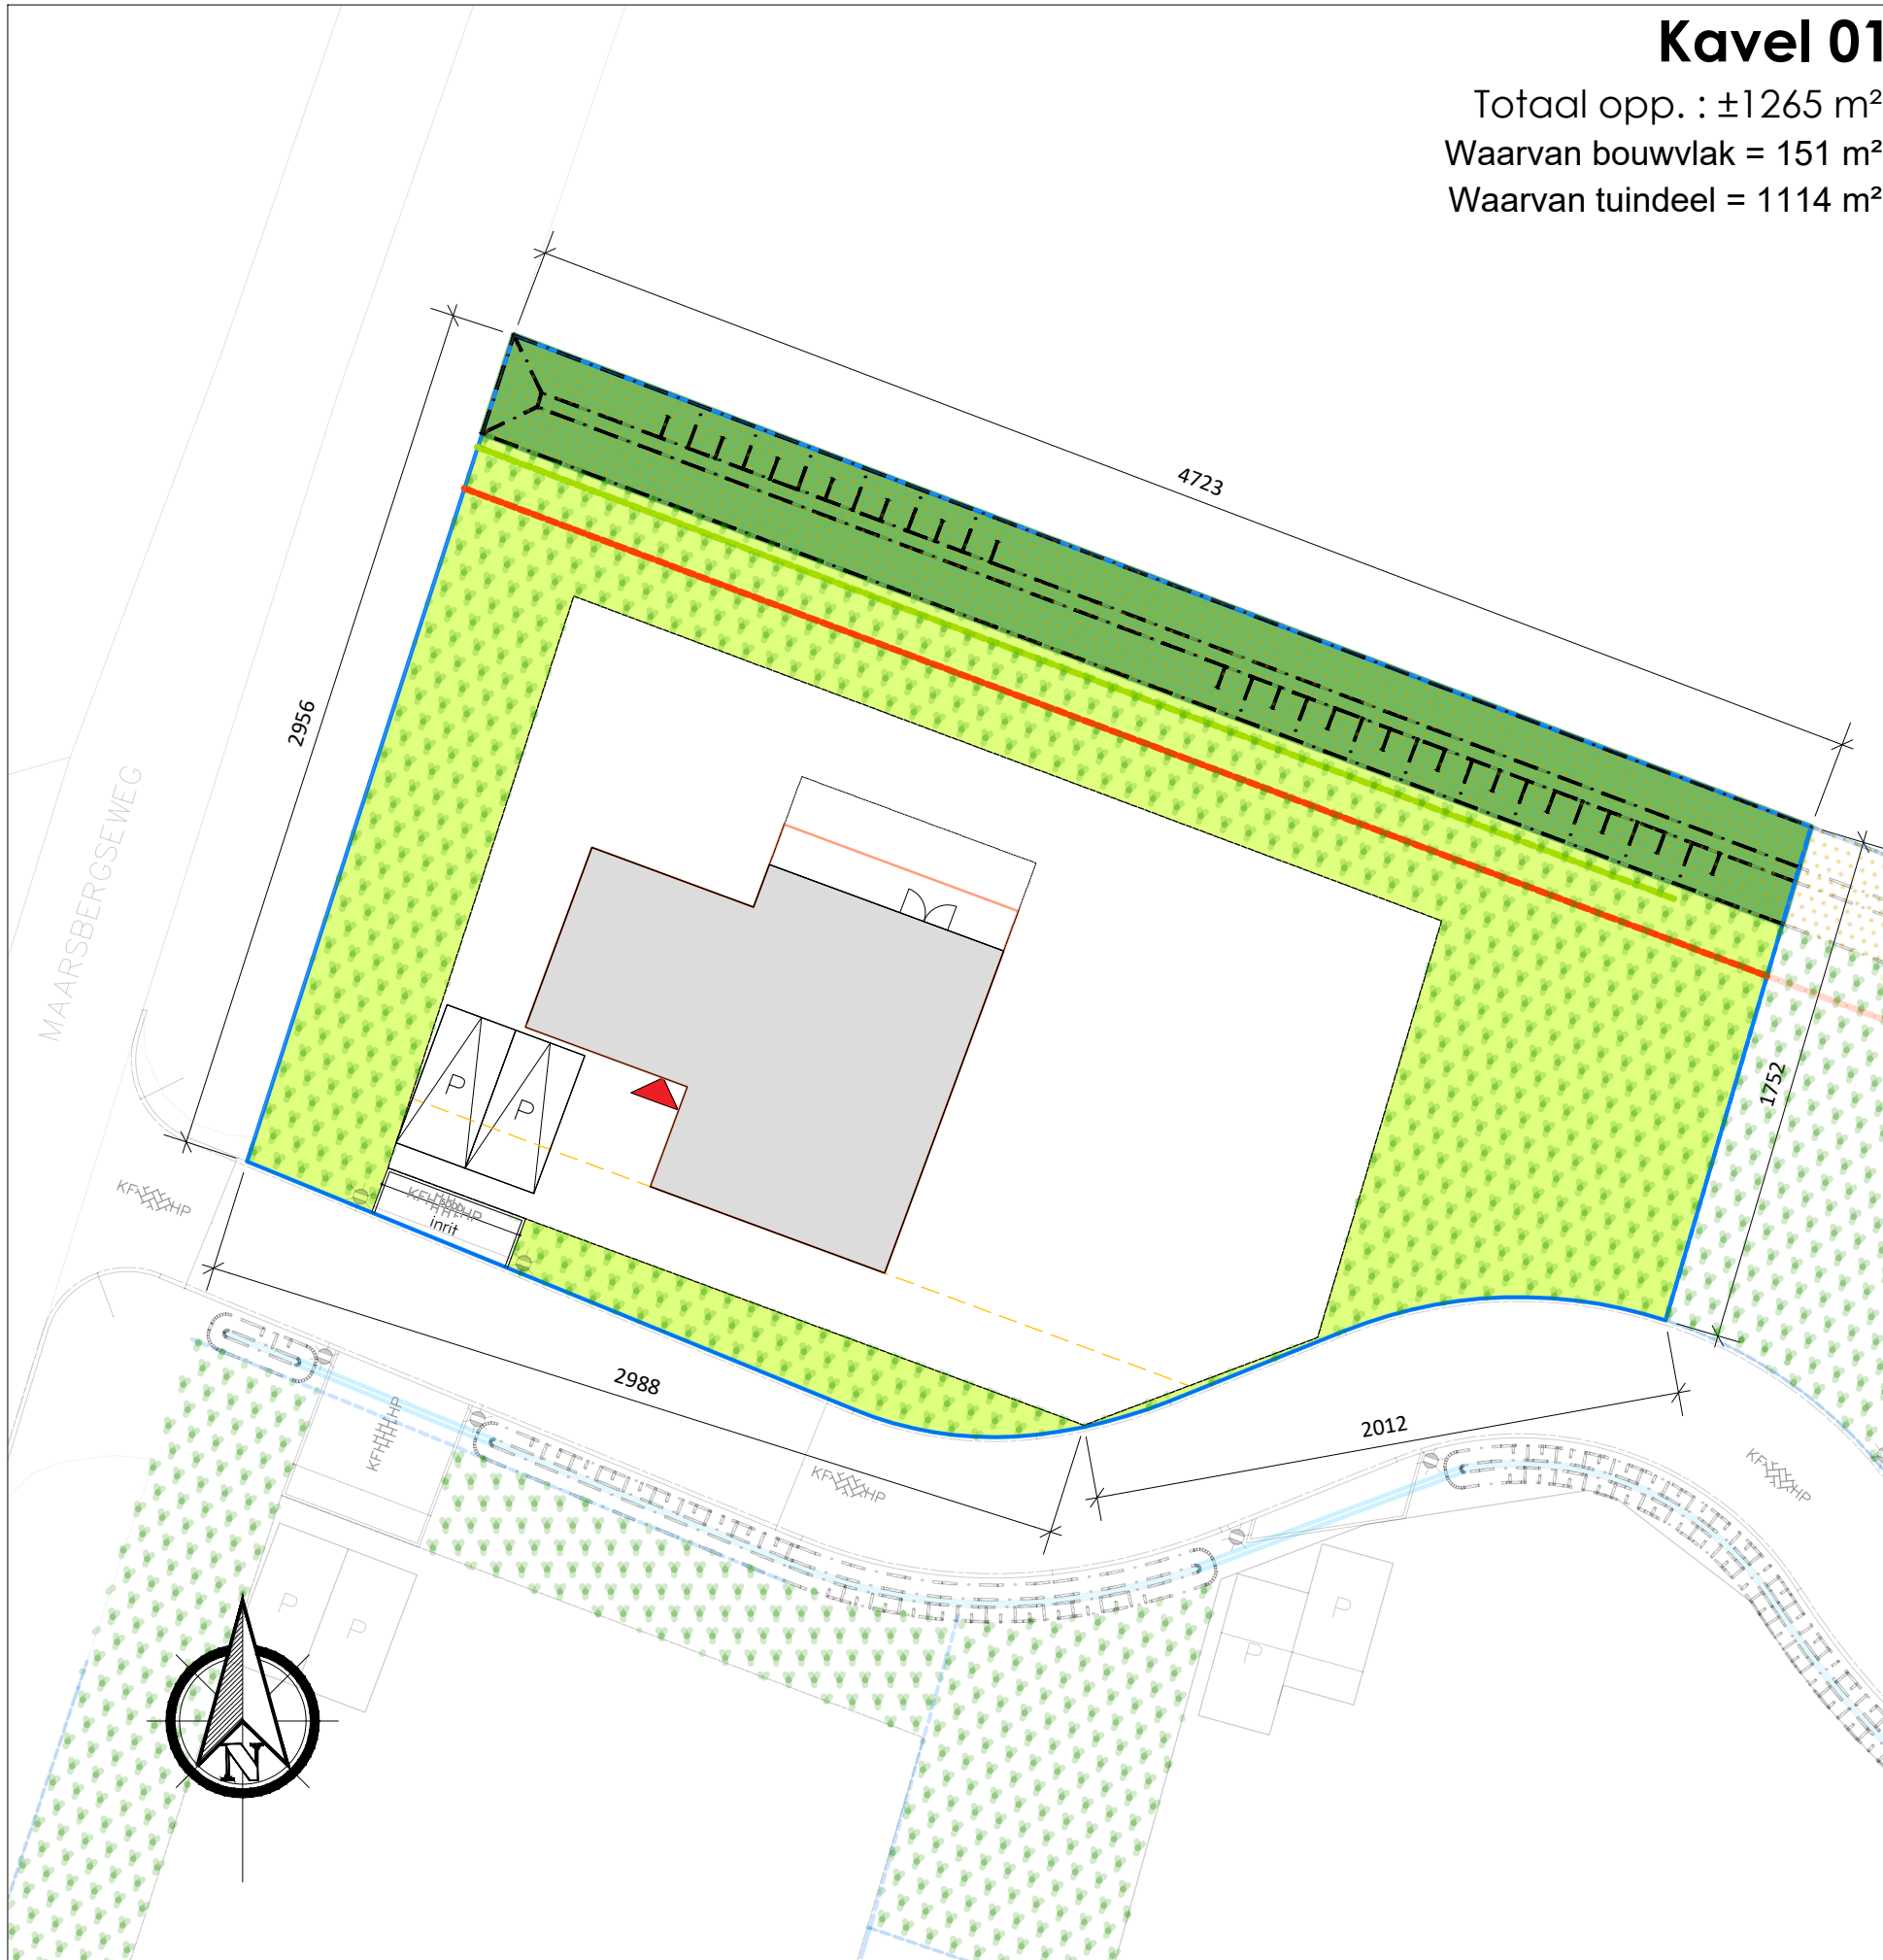 Kavel 01
Totaal opp. : ±1265 m²
Waarvan bouwvlak = 151 m²
Waarvan tuindeel = 1114 m²
4723
2956
MAARSBERGSEWEG
1752
P
P
inrit
2988
2012
P
P
P
P
N